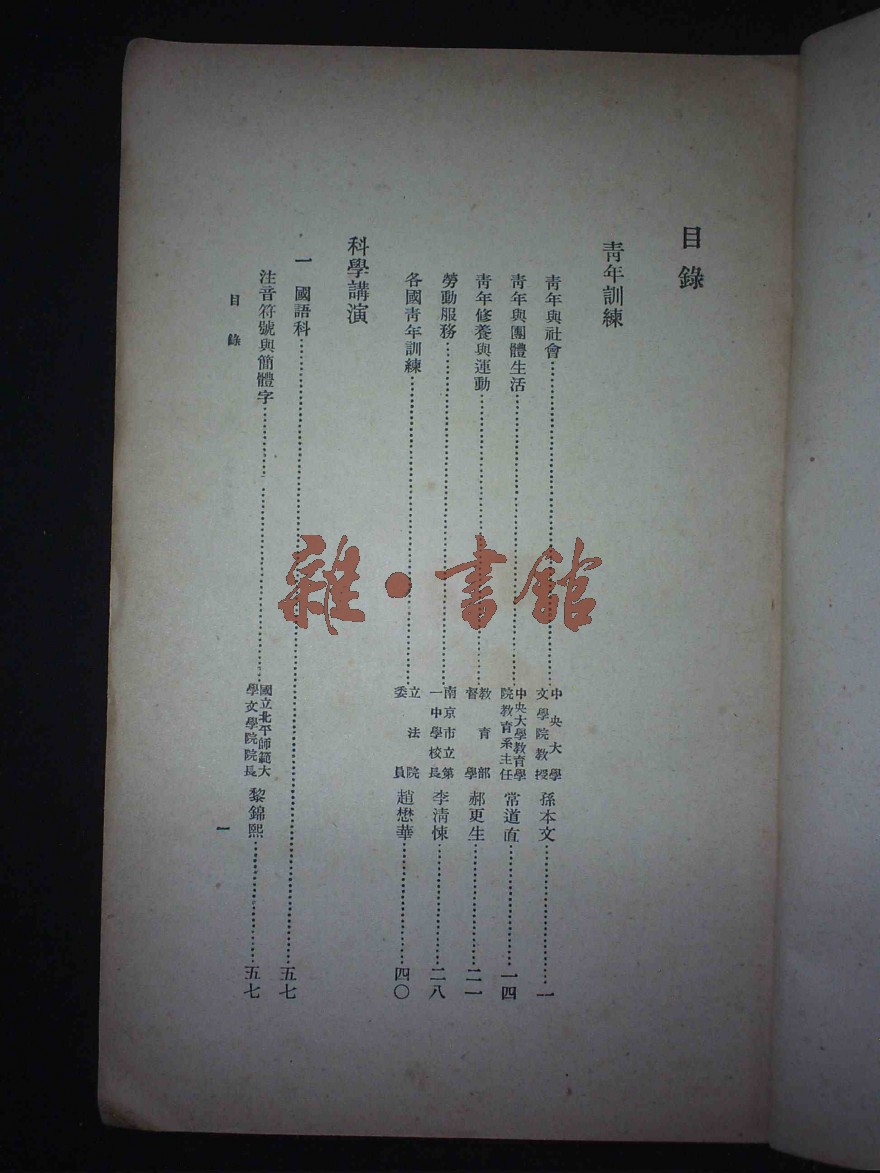 目錄
青年訓練
青年與社會……中央大學文學院教授 孫本文……一
青年與團體生活……中央大學教育學院教育系主任 常道直……一四
青年修養與運動……教育部督學 郝更生……二一
勞動服務……南京市立第一中學校長 李清悚……二八
各國青年訓練……立法院委員 趙懋華……四〇
科學講演
一 國語科……五七
注音符號與簡體字……國立北平師範大學文學院院長 黎錦熙……五七
目錄
一
雜·書館